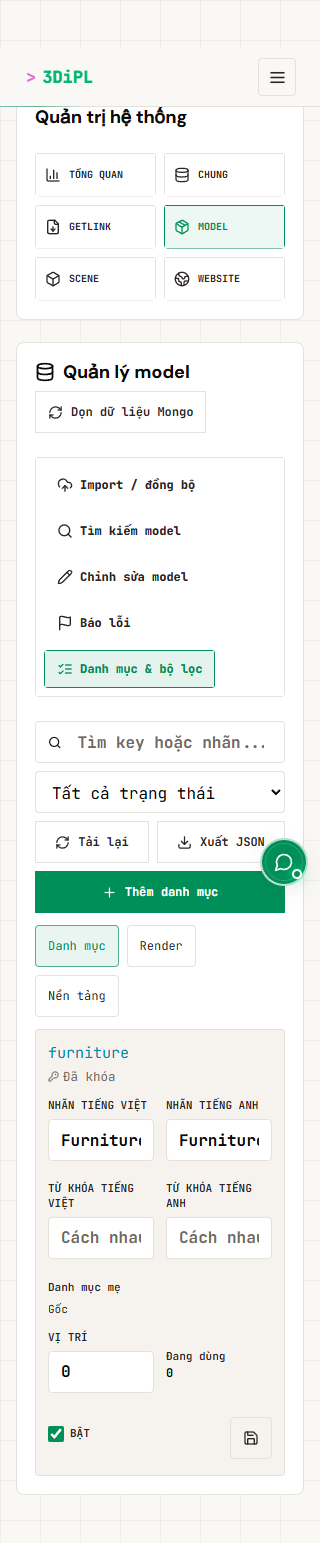 > 3DiPL
Quản trị hệ thống
TỔNG QUAN
CHUNG
GETLINK
MODEL
SCENE
WEBSITE
Quản lý model
Dọn dữ liệu Mongo
Import / đồng bộ
Tìm kiếm model
Chỉnh sửa model
Báo lỗi
Danh mục & bộ lọc
Tìm key hoặc nhãn...
Tất cả trạng thái
Tải lại
Xuất JSON
Thêm danh mục
Danh mục
Render
Nền tảng
furniture
Đã khóa
NHÃN TIẾNG VIỆT
NHÃN TIẾNG ANH
Furniture
Furniture
TỪ KHÓA TIẾNG
VIỆT
TỪ KHÓA TIẾNG
ANH
Cách nhau
Cách nhau
Danh mục mẹ
Gốc
VỊ TRÍ
0
Đang dùng
0
BẬT